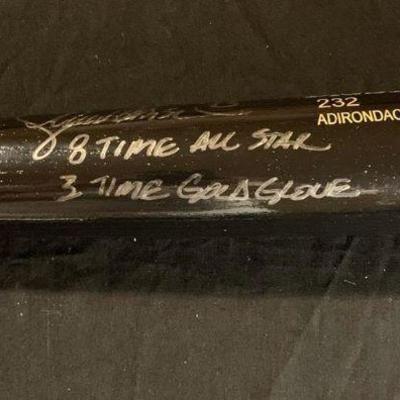 232
ADIRONDAC
8 TIME ALL STAR
3 TIME GOLD GLOVE